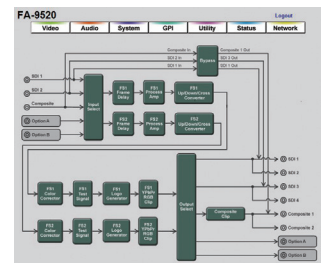 FA-9520
Logout
Video Audio System GPI Utility Status Network
Composite In
SDI 2 In
SDI 1 In
Bypass
Composite 1 Out
SDI 2 Out
SDI 1 Out
SDI 1
SDI 2
Composite
Option-A
Option-B
Input Select
FS1 Frame Delay
FS1 Process Amp
FS1 Up/Down/Cross Converter
FS2 Frame Delay
FS2 Process Amp
FS2 Up/Down/Cross Converter
FS1 Color Corrector
FS1 Test Signal
FS1 Logo Generator
FS1 YPbPr RGB Clip
FS2 Color Corrector
FS2 Test Signal
FS2 Logo Generator
FS2 YPbPr RGB Clip
Output Select
Composite Clip
SDI 1
SDI 2
SDI 3
SDI 4
Composite 1
Composite 2
Option-A
Option-B